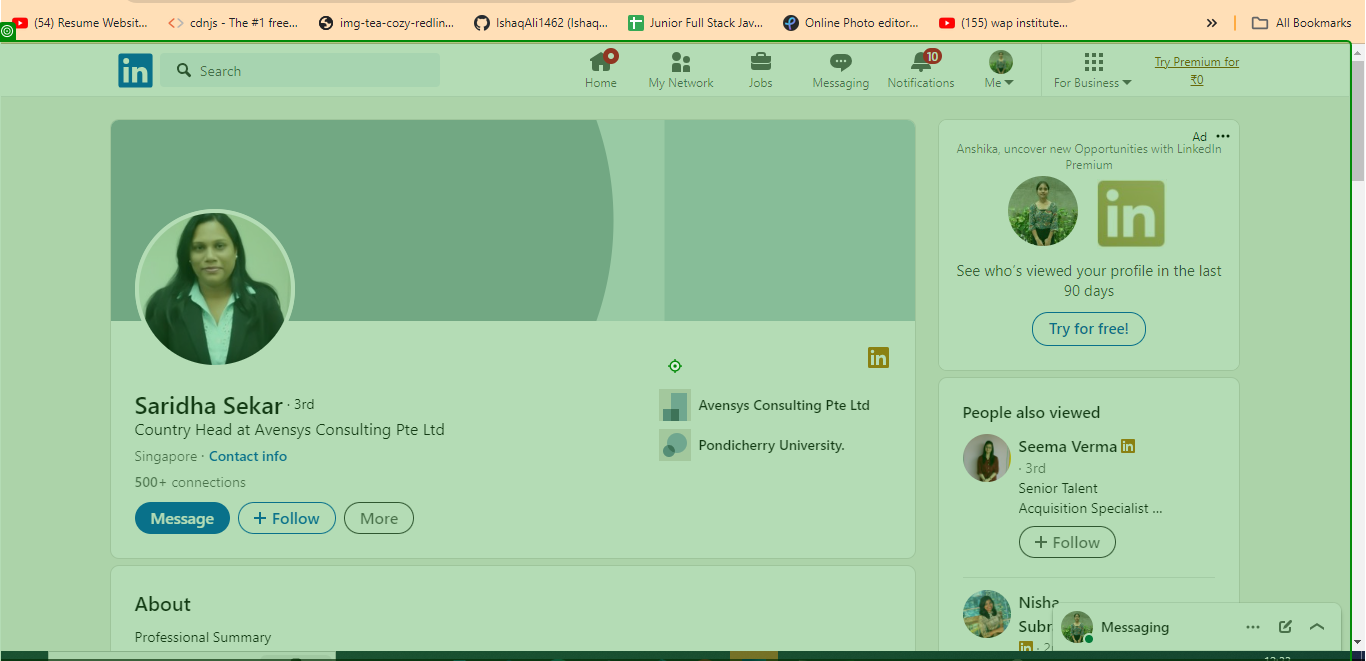 (54) Resume Websit...
cdnjs - The #1 free...
img-tea-cozy-redlin...
IshaqAli1462 (Ishaq...
Junior Full Stack Jav...
Online Photo editor...
(155) wap institute...
»
All Bookmarks
in
Search
Home
My Network
Jobs
Messaging
10
Notifications
Me
For Business
Try Premium for
₹0
Saridha Sekar · 3rd
Country Head at Avensys Consulting Pte Ltd
Singapore · Contact info
500+ connections
Message
+ Follow
More
in
Avensys Consulting Pte Ltd
Pondicherry University.
About
Professional Summary
Ad ···
Anshika, uncover new Opportunities with LinkedIn
Premium
in
See who's viewed your profile in the last
90 days
Try for free!
People also viewed
Seema Verma in
· 3rd
Senior Talent
Acquisition Specialist ...
+ Follow
Nisha
Subr
in · 2
Messaging